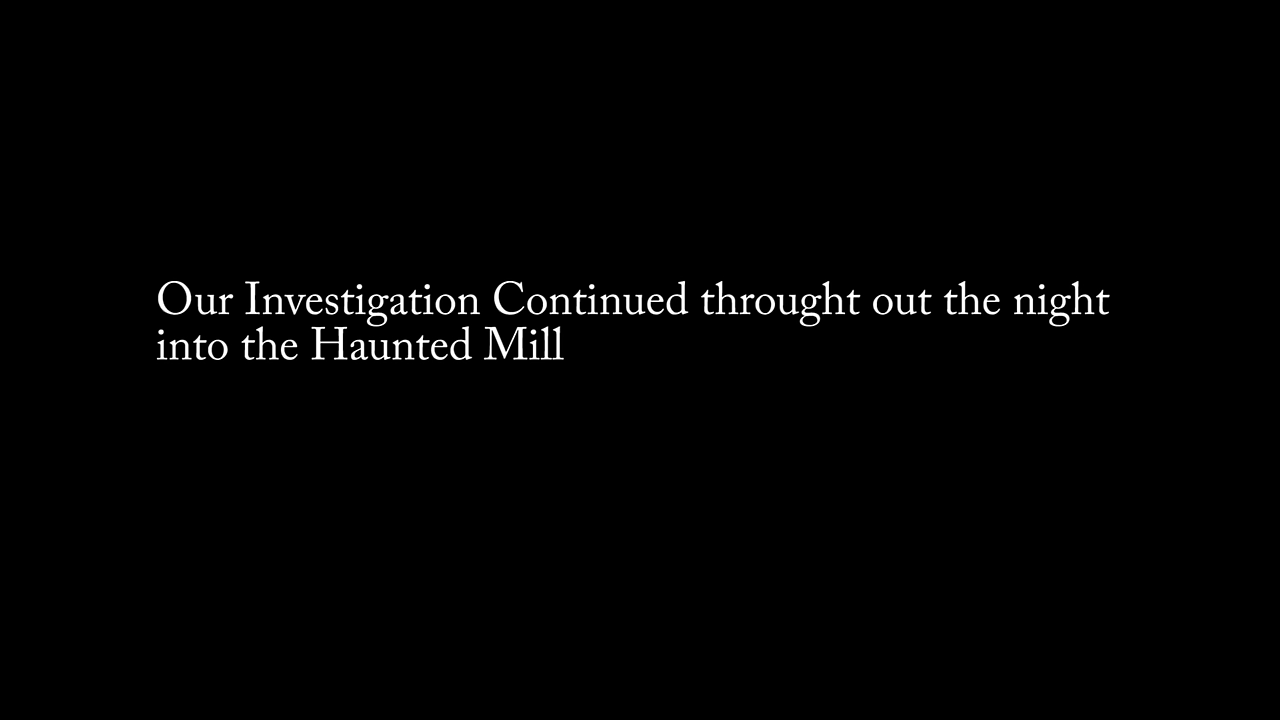 Our Investigation Continued throught out the night
into the Haunted Mill